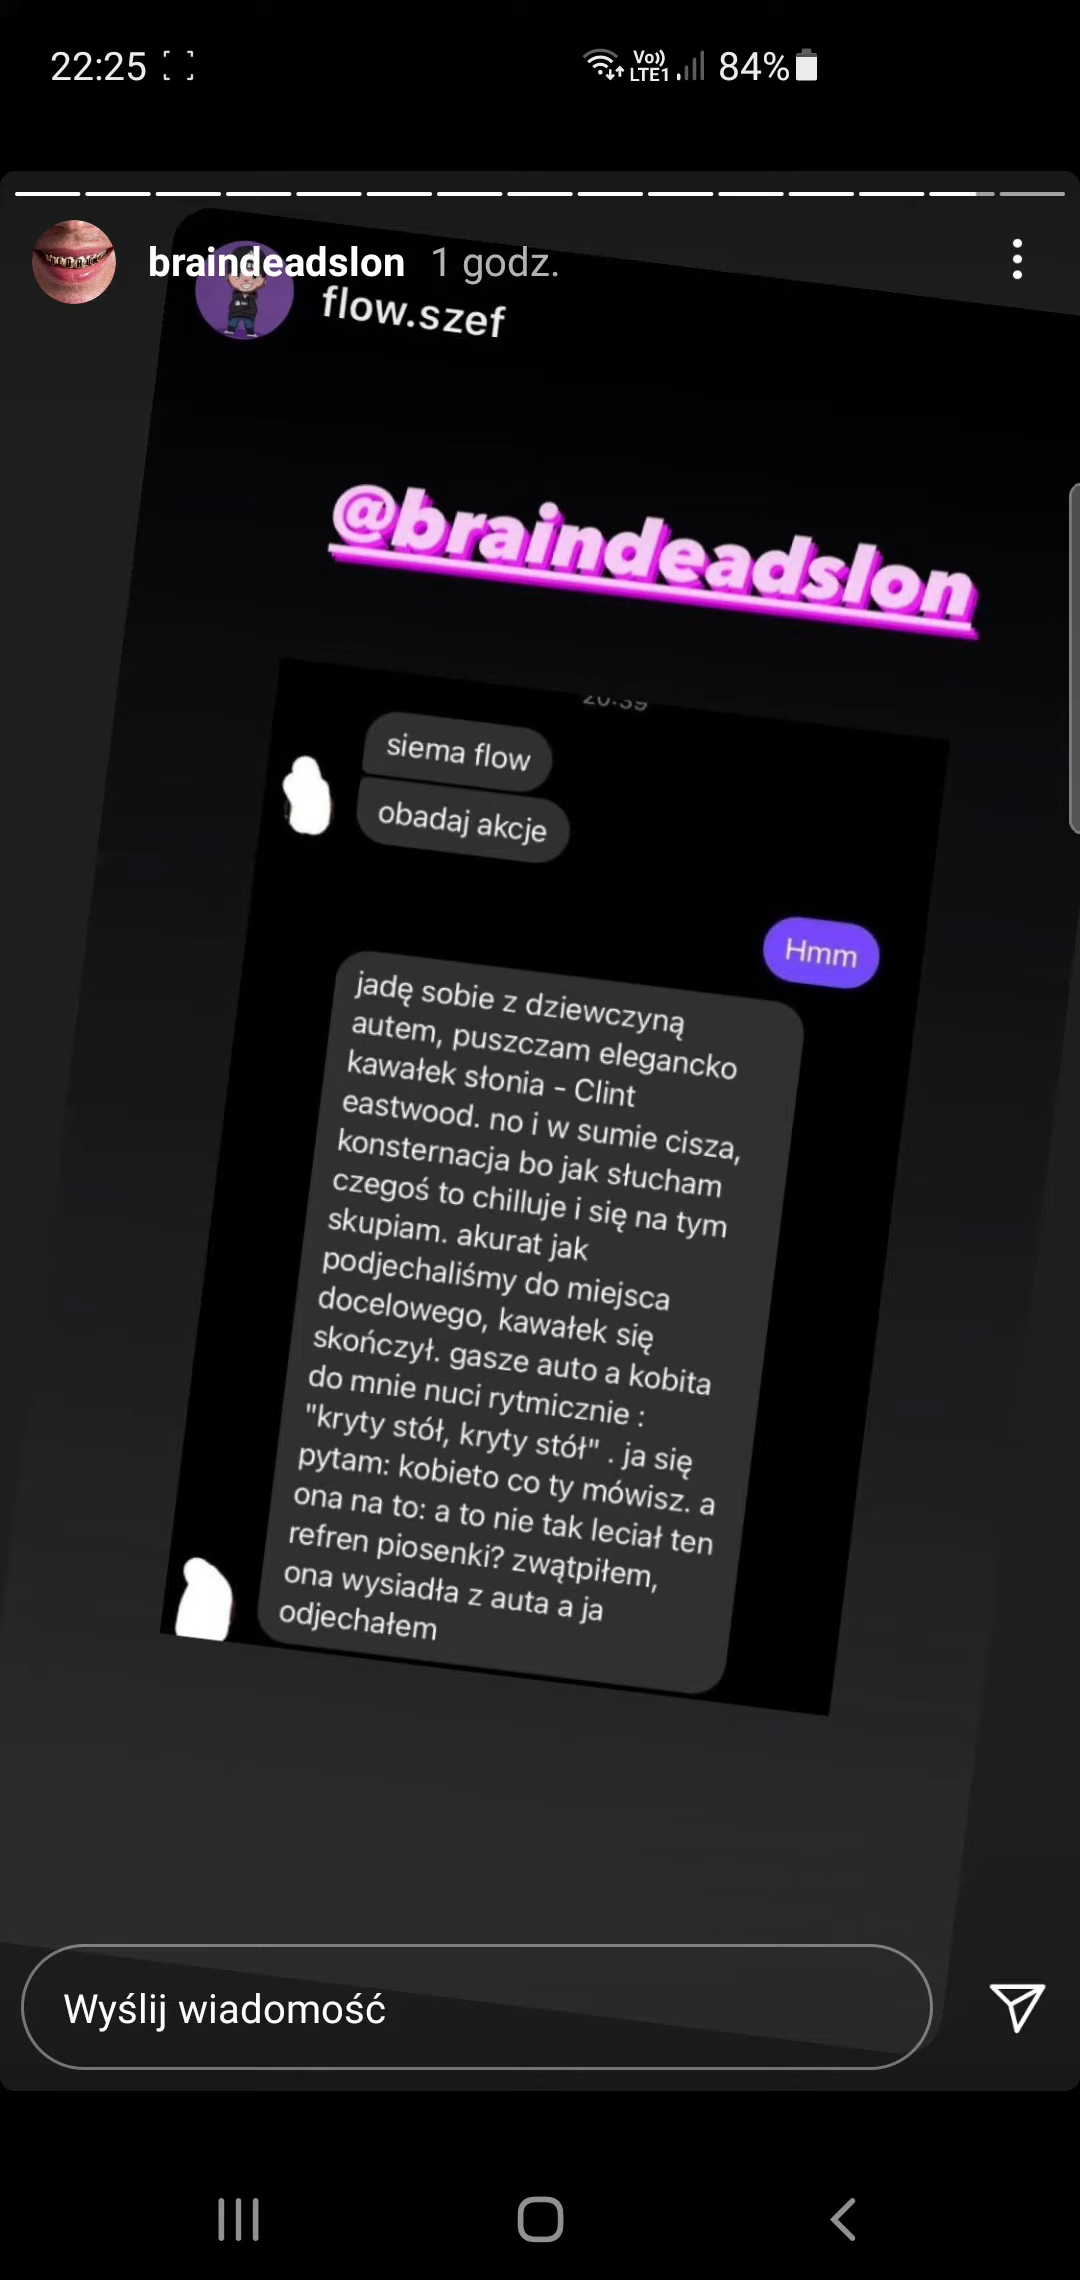 22:25
Vo)) LTE1 84%
braindeadslon 1 godz.
flow.szef
@braindeadslon
20:39
siema flow
obadaj akcje
Hmm
jadę sobie z dziewczyną
autem, puszczam elegancko
kawałek słonia - Clint
eastwood. no i w sumie cisza,
konsternacja bo jak słucham
czegoś to chilluje i się na tym
skupiam. akurat jak
podjechaliśmy do miejsca
docelowego, kawałek się
skończył. gasze auto a kobita
do mnie nuci rytmicznie :
"kryty stół, kryty stół" . ja się
pytam: kobieto co ty mówisz. a
ona na to: a to nie tak leciał ten
refren piosenki? zwątpiłem,
ona wysiadła z auta a ja
odjechałem
Wyślij wiadomość